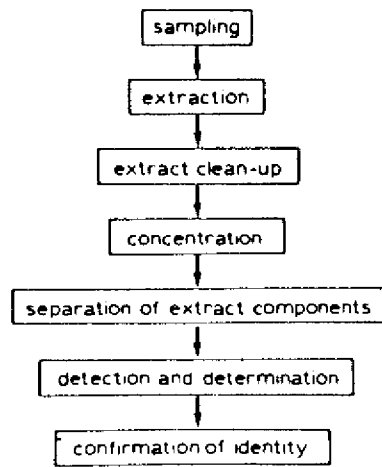 sampling
extraction
extract clean-up
concentration
separation of extract components
detection and determination
confirmation of identity